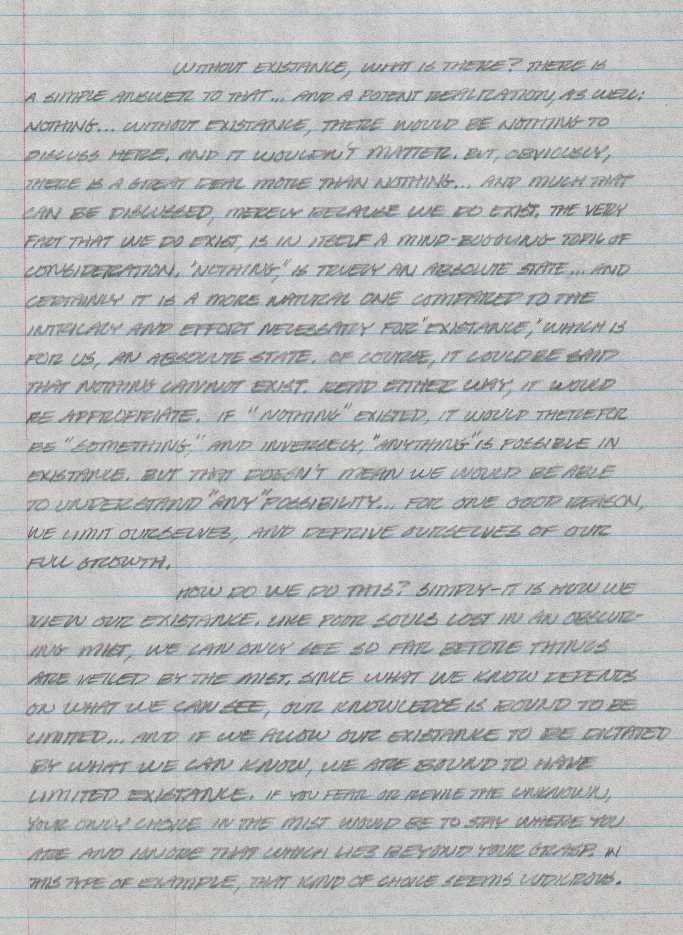 WITHOUT EXISTANCE, WHAT IS THERE? THERE IS
A SIMPLE ANSWER TO THAT... AND A POTENT REALIZATION, AS WELL:
NOTHING... WITHOUT EXISTANCE, THERE WOULD BE NOTHING TO
DISCUSS HERE. AND IT WOULDN'T MATTER. BUT, OBVIOUSLY,
THERE IS A GREAT DEAL MORE THAN NOTHING... AND MUCH THAT
CAN BE DISCUSSED, MERELY BECAUSE WE DO EXIST. THE VERY
FACT THAT WE DO EXIST, IS IN ITSELF A MIND-BOGGLING TOPIC OF
CONSIDERATION. "NOTHING," IS TRUELY AN ABSOLUTE STATE... AND
CERTAINLY IT IS A MORE NATURAL ONE COMPARED TO THE
INTRICACY AND EFFORT NECESSARY FOR "EXISTANCE," WHICH IS
FOR US, AN ABSOLUTE STATE. OF COURSE, IT COULD BE SAID
THAT NOTHING CANNOT EXIST. READ EITHER WAY, IT WOULD
BE APPROPRIATE. IF "NOTHING" EXISTED, IT WOULD THEREFOR
BE "SOMETHING," AND INVERSELY, "ANYTHING" IS POSSIBLE IN
EXISTANCE. BUT THAT DOESN'T MEAN WE WOULD BE ABLE
TO UNDERSTAND "ANY" POSSIBILITY... FOR ONE GOOD REASON,
WE LIMIT OURSELVES, AND DEPRIVE OURSELVES OF OUR
FULL GROWTH.
HOW DO WE DO THIS? SIMPLY-IT IS HOW WE
VIEW OUR EXISTANCE. LIKE POOR SOULS LOST IN AN OBSCUR-
ING MIST, WE CAN ONLY SEE SO FAR BEFORE THINGS
ARE VEILED BY THE MIST. SINCE WHAT WE KNOW DEPENDS
ON WHAT WE CAN SEE, OUR KNOWLEDGE IS BOUND TO BE
LIMITED... AND IF WE ALLOW OUR EXISTANCE TO BE DICTATED
BY WHAT WE CAN KNOW, WE ARE BOUND TO HAVE
LIMITED EXISTANCE. IF YOU FEAR OR REVILE THE UNKNOWN,
YOUR ONLY CHOICE IN THE MIST WOULD BE TO STAY WHERE YOU
ARE AND IGNORE THAT WHICH LIES BEYOND YOUR GRASP. IN
THIS TYPE OF EXAMPLE, THAT KIND OF CHOICE SEEMS LUDICROUS.